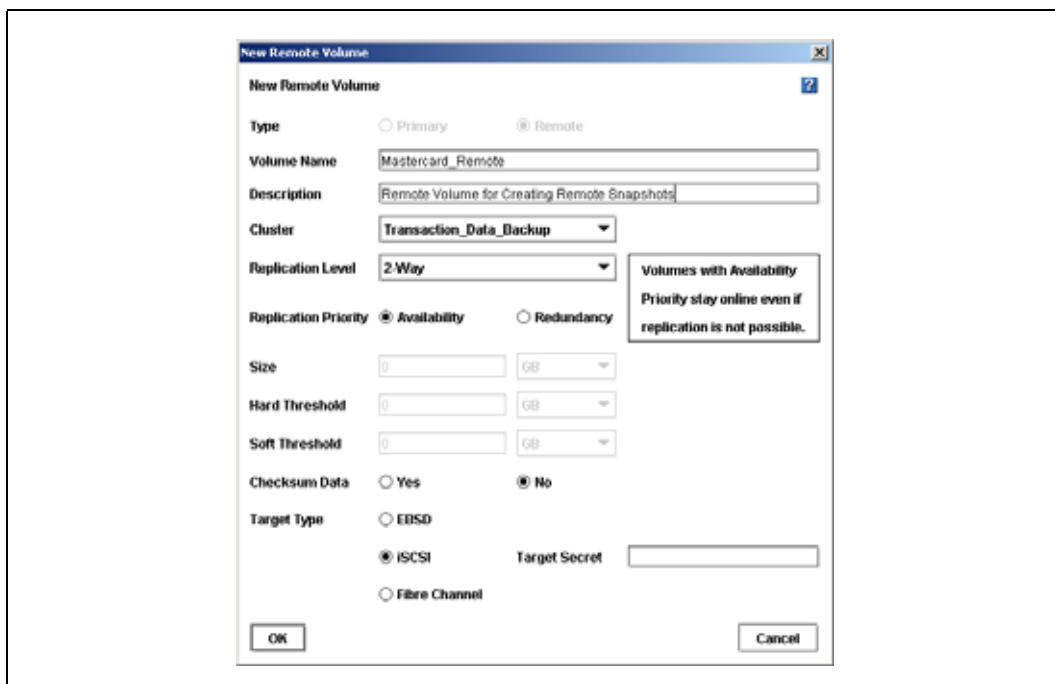 New Remote Volume
New Remote Volume
Type Primary Remote
Volume Name Mastercard_Remote
Description Remote Volume for Creating Remote Snapshots
Cluster Transaction_Data_Backup
Replication Level 2-Way
Volumes with Availability
Priority stay online even if
replication is not possible.
Replication Priority Availability Redundancy
Size 0 GB
Hard Threshold 0 GB
Soft Threshold 0 GB
Checksum Data Yes No
Target Type EBSD
iSCSI Target Secret
Fibre Channel
OK Cancel